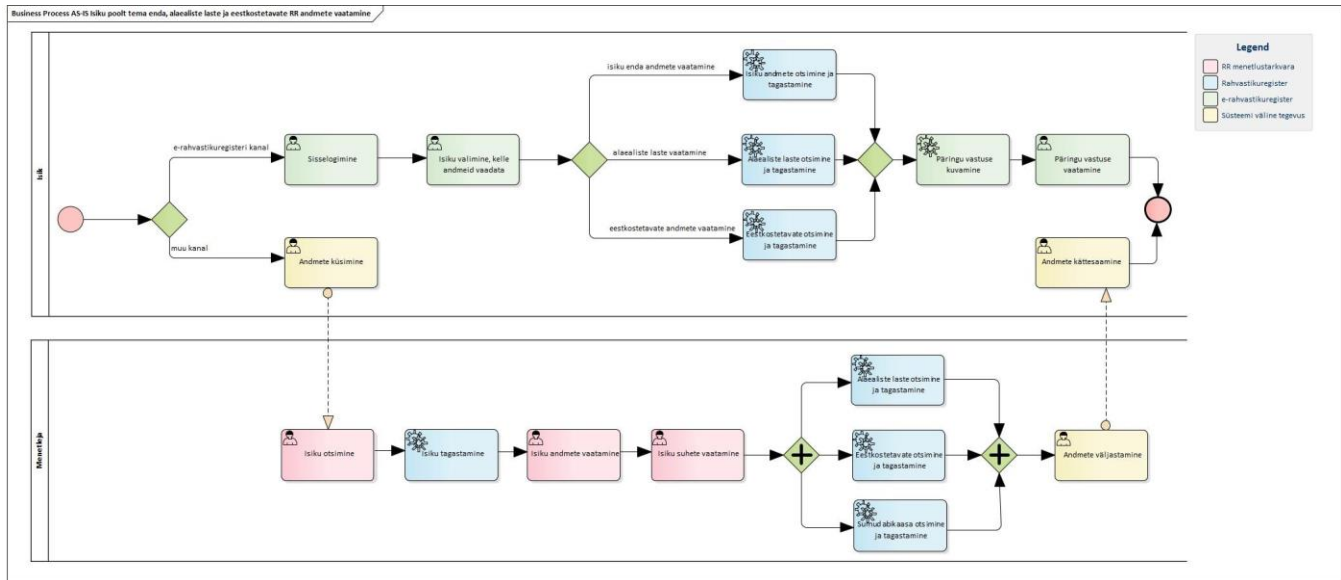 Business Process AS-IS Isiku poolt tema enda, alaealiste laste ja eestkostetavate RR andmete vaatamine
Isik
e-rahvastikuregisteri kanal
muu kanal
Sisselogimine
Andmete küsimine
Isiku valimine, kelle
andmeid vaadata
isiku enda andmete vaatamine
alaealiste laste vaatamine
eestkostetavate andmete vaatamine
Isiku andmete otsimine ja
tagastamine
Alaealiste laste otsimine
ja tagastamine
Eestkostetavate otsimine
ja tagastamine
Päringu vastuse
kuvamine
Päringu vastuse
vaatamine
Andmete kättesaamine
Legend
RR menetlustarkvara
Rahvastikuregister
e-rahvastikuregister
Süsteemi väline tegevus
Menetleja
Isiku otsimine
Isiku tagastamine
Isiku andmete vaatamine
Isiku suhete vaatamine
Alaealiste laste otsimine
ja tagastamine
Eestkostetavate otsimine
ja tagastamine
Surnud abikaasa otsimine
ja tagastamine
Andmete väljastamine